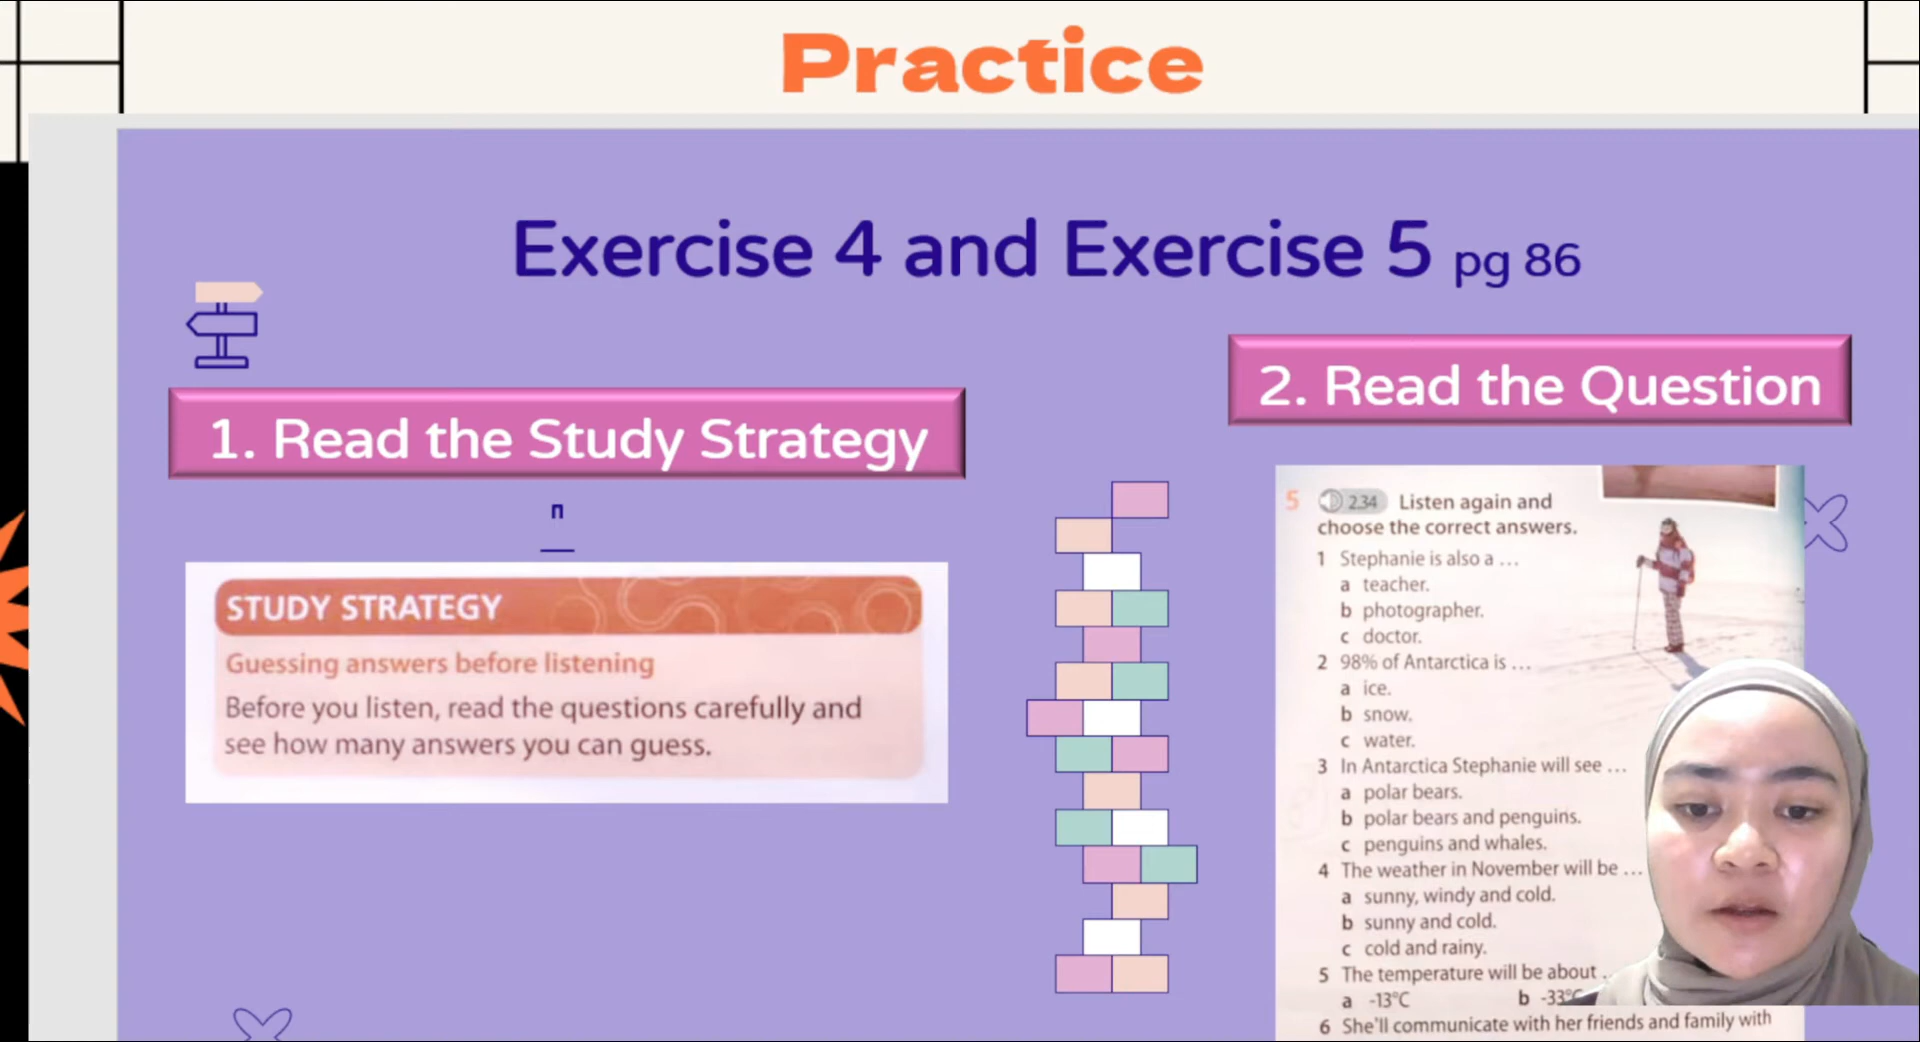 Practice
Exercise 4 and Exercise 5 pg 86
1. Read the Study Strategy
STUDY STRATEGY
Guessing answers before listening
Before you listen, read the questions carefully and
see how many answers you can guess.
2. Read the Question
5 2.34 Listen again and
choose the correct answers.
1 Stephanie is also a ...
a teacher.
b photographer.
c doctor.
2 98% of Antarctica is ...
a ice.
b snow.
c water.
3 In Antarctica Stephanie will see ...
a polar bears.
b polar bears and penguins.
c penguins and whales.
4 The weather in November will be ...
a sunny, windy and cold.
b sunny and cold.
c cold and rainy.
5 The temperature will be about
a -13°C b -33°C
6 She'll communicate with her friends and family with